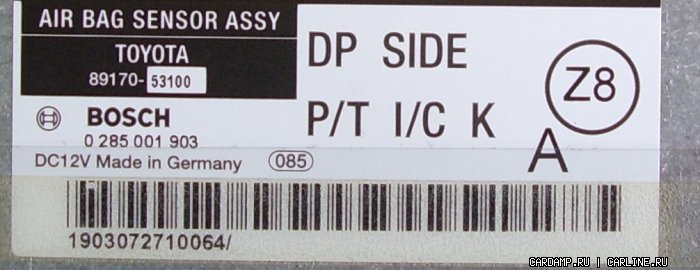 AIR BAG SENSOR ASSY
TOYOTA
89170- 53100
DP SIDE
P/T I/C K
Z8
A
BOSCH
0 285 001 903
DC12V Made in Germany 085
1903072710064/
CARDAMP.RU | CARLINE.RU